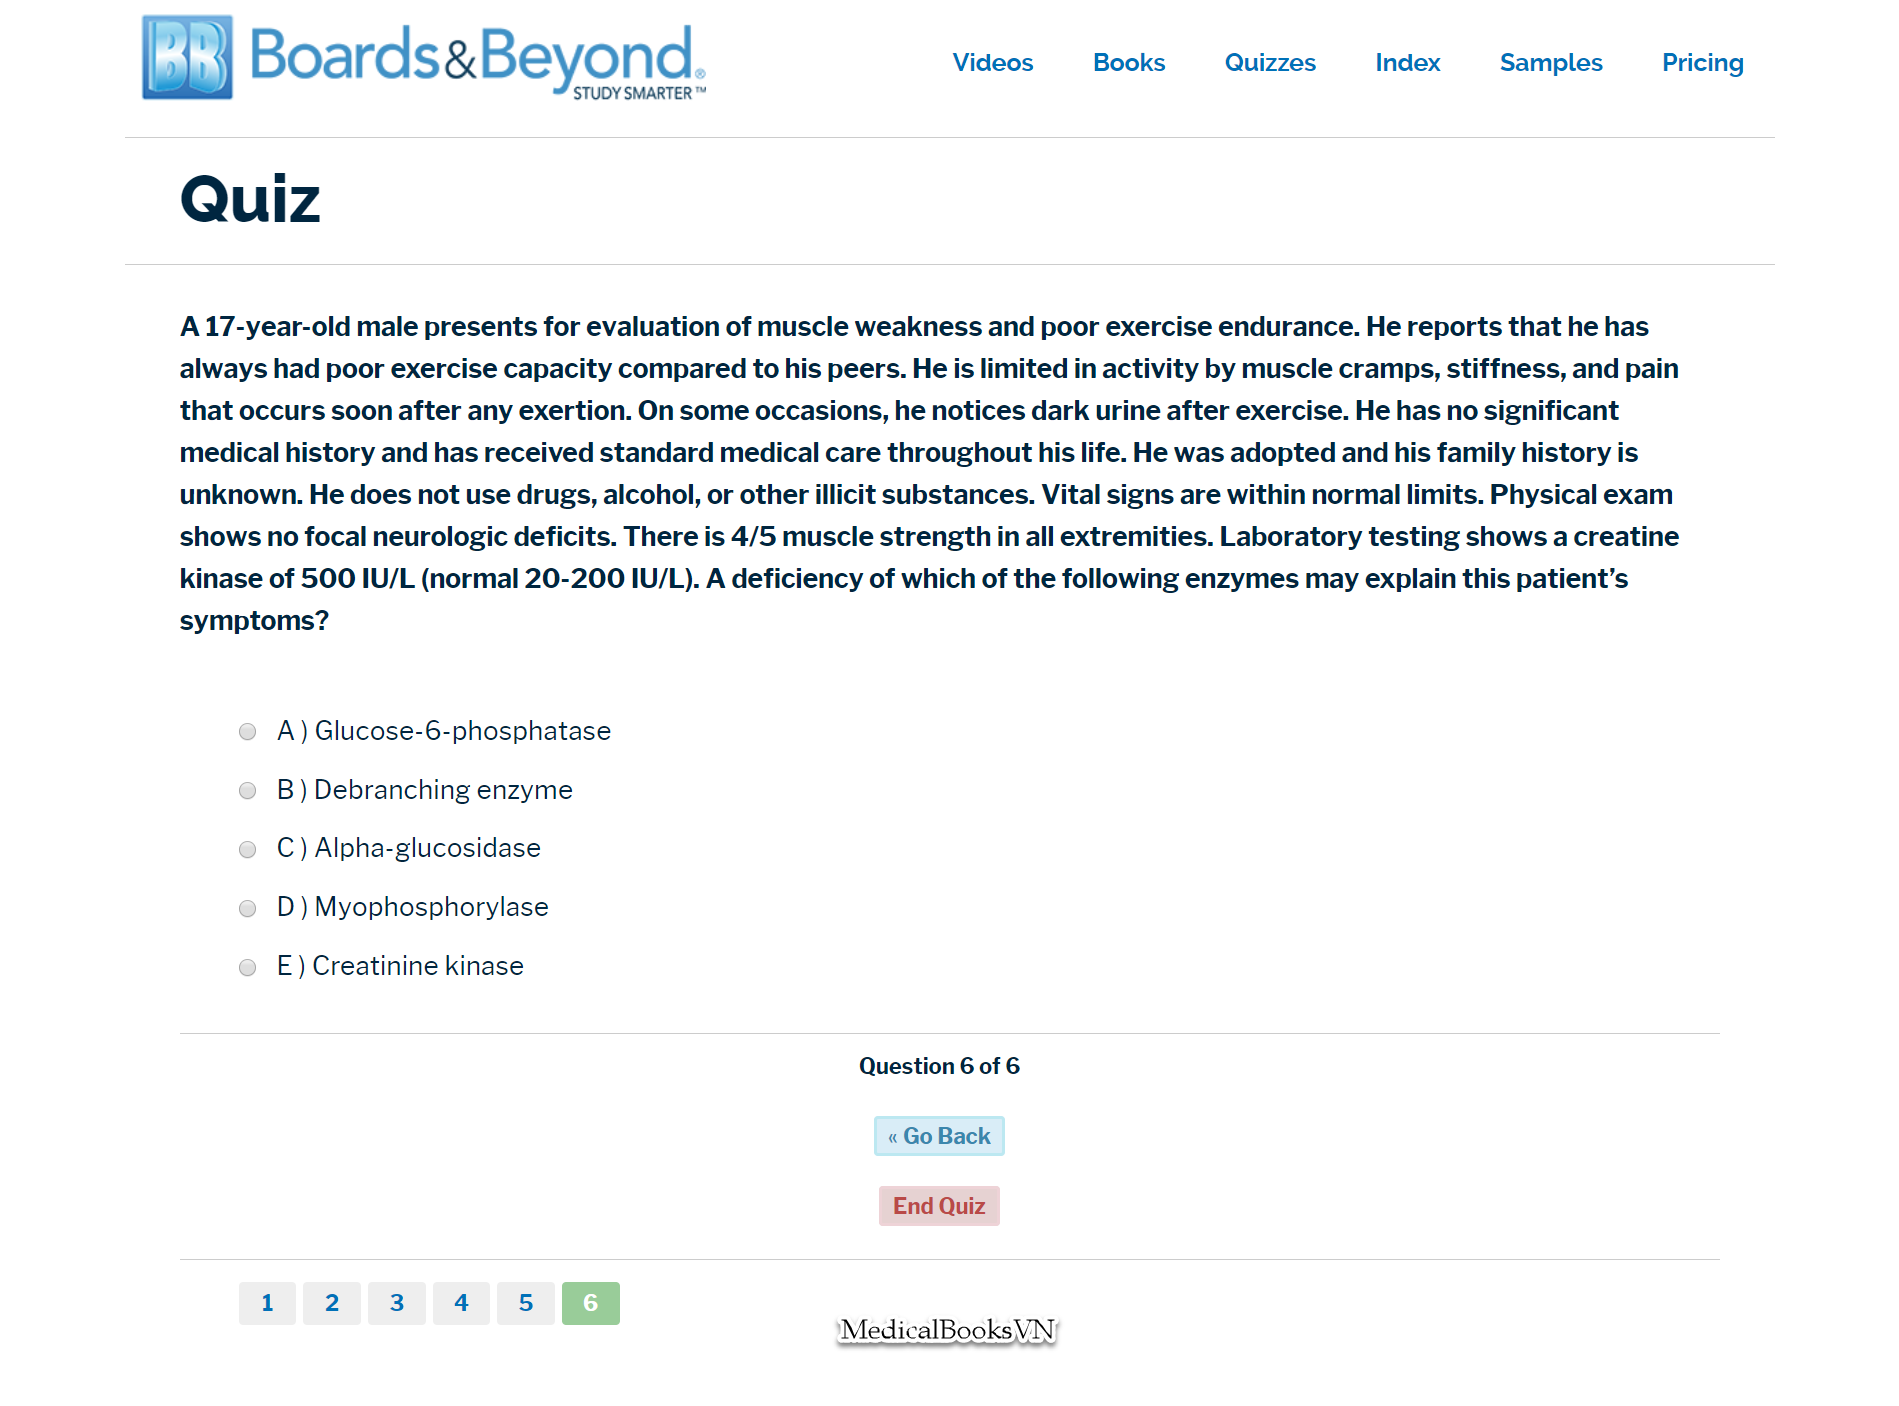 BB Boards&Beyond®
STUDY SMARTER™
Videos Books Quizzes Index Samples Pricing
Quiz
A 17-year-old male presents for evaluation of muscle weakness and poor exercise endurance. He reports that he has
always had poor exercise capacity compared to his peers. He is limited in activity by muscle cramps, stiffness, and pain
that occurs soon after any exertion. On some occasions, he notices dark urine after exercise. He has no significant
medical history and has received standard medical care throughout his life. He was adopted and his family history is
unknown. He does not use drugs, alcohol, or other illicit substances. Vital signs are within normal limits. Physical exam
shows no focal neurologic deficits. There is 4/5 muscle strength in all extremities. Laboratory testing shows a creatine
kinase of 500 IU/L (normal 20-200 IU/L). A deficiency of which of the following enzymes may explain this patient’s
symptoms?
A ) Glucose-6-phosphatase
B ) Debranching enzyme
C ) Alpha-glucosidase
D ) Myophosphorylase
E ) Creatinine kinase
Question 6 of 6
« Go Back
End Quiz
1 2 3 4 5 6
MedicalBooksVN